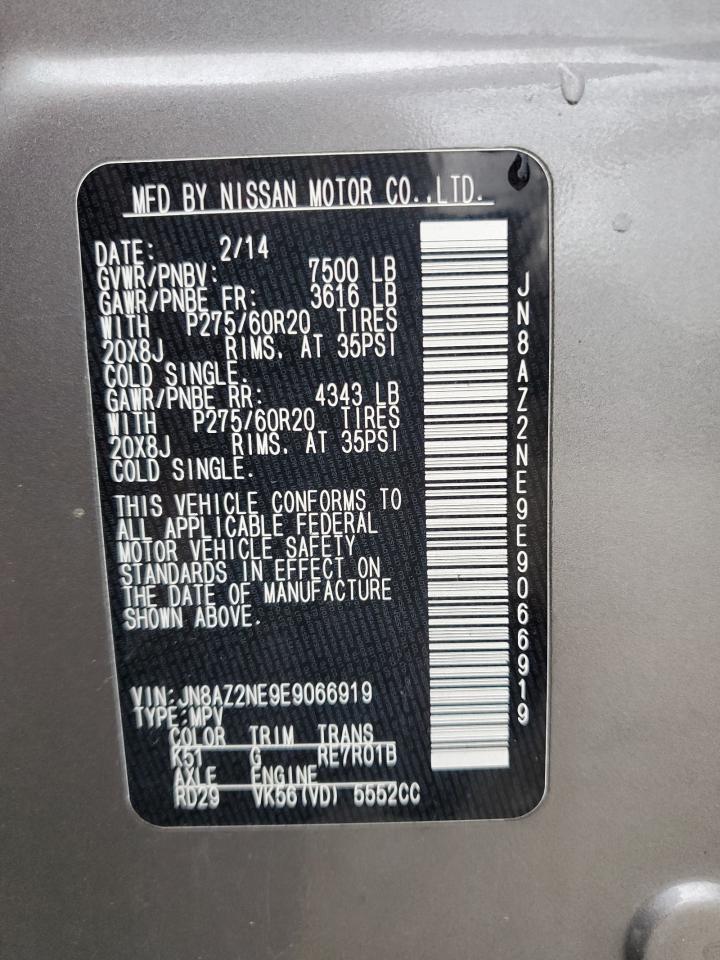 MFD BY NISSAN MOTOR CO.,LTD.
DATE: 2/14
GVWR/PNBV: 7500 LB
GAWR/PNBE FR: 3616 LB
WITH P275/60R20 TIRES
20X8J RIMS, AT 35PSI
COLD SINGLE.
GAWR/PNBE RR: 4343 LB
WITH P275/60R20 TIRES
20X8J RIMS, AT 35PSI
COLD SINGLE.
THIS VEHICLE CONFORMS TO
ALL APPLICABLE FEDERAL
MOTOR VEHICLE SAFETY
STANDARDS IN EFFECT ON
THE DATE OF MANUFACTURE
SHOWN ABOVE.
VIN:JN8AZ2NE9E9066919
TYPE:MPV
COLOR TRIM TRANS
K51 G RE7R01B
AXLE ENGINE
RD29 VK56(VD) 5552CC
JN8AZ2NE9E9066919